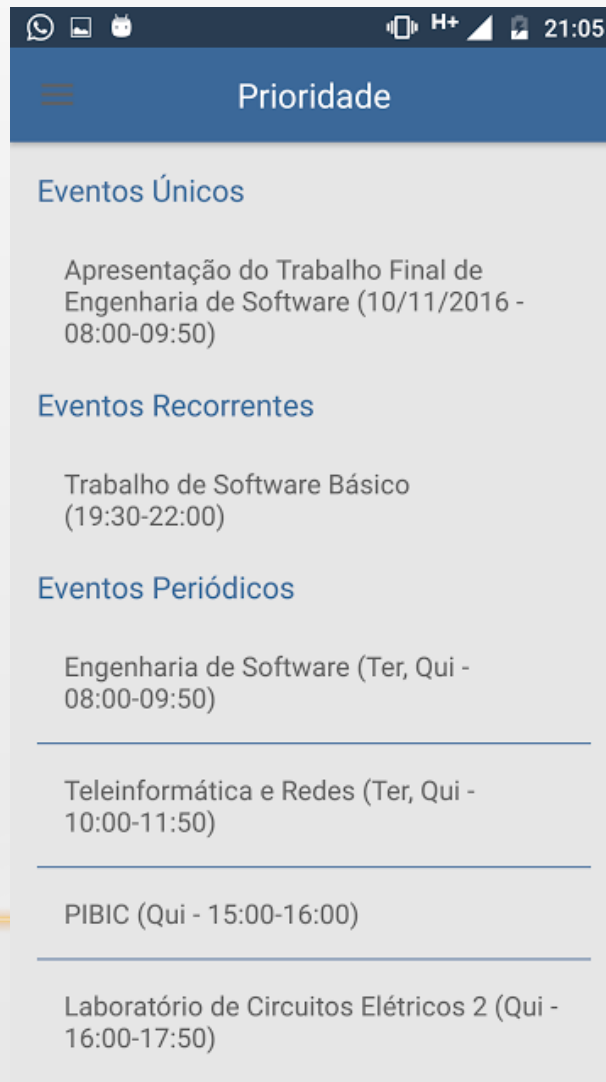 H+ 21:05
Prioridade
Eventos Únicos
Apresentação do Trabalho Final de
Engenharia de Software (10/11/2016 -
08:00-09:50)
Eventos Recorrentes
Trabalho de Software Básico
(19:30-22:00)
Eventos Periódicos
Engenharia de Software (Ter, Qui -
08:00-09:50)
Teleinformática e Redes (Ter, Qui -
10:00-11:50)
PIBIC (Qui - 15:00-16:00)
Laboratório de Circuitos Elétricos 2 (Qui -
16:00-17:50)